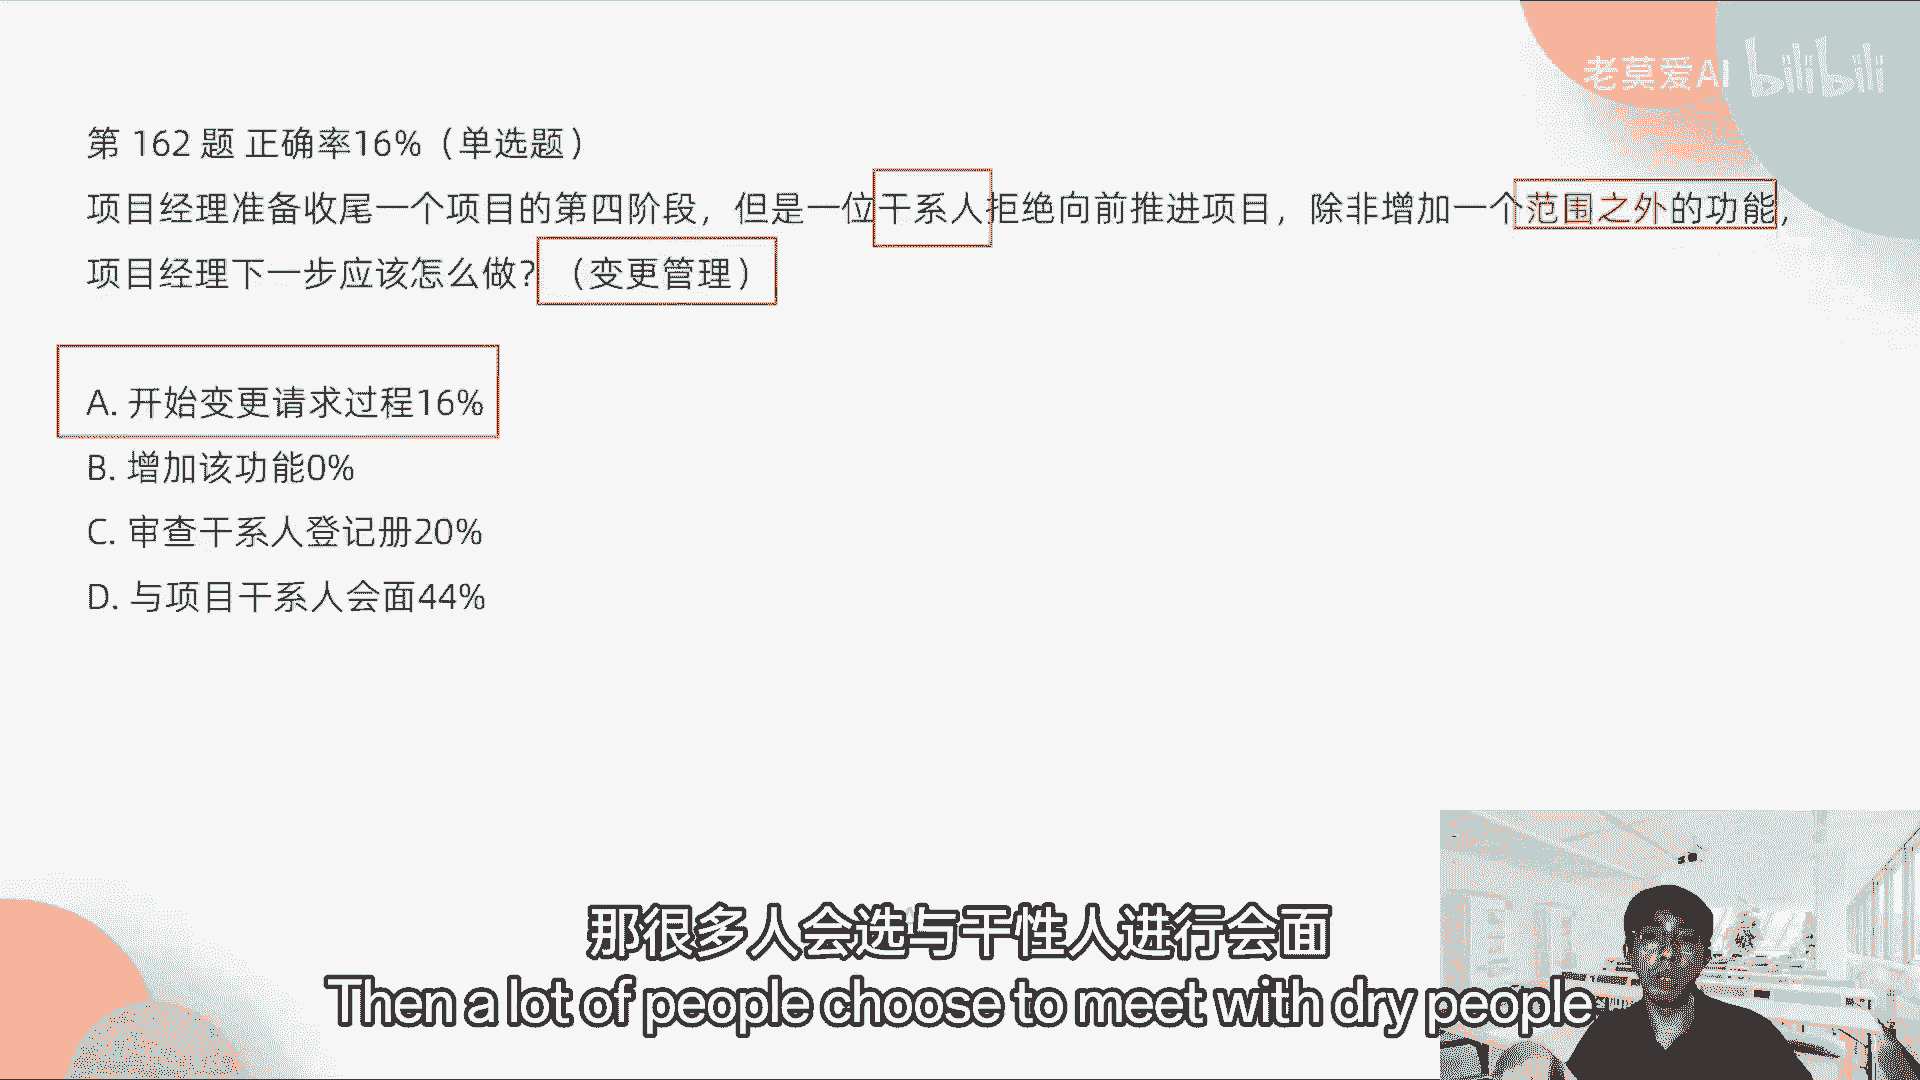 老莫爱AI bilibili
第 162 题 正确率16%（单选题）
项目经理准备收尾一个项目的第四阶段，但是一位干系人拒绝向前推进项目，除非增加一个范围之外的功能，
项目经理下一步应该怎么做？（变更管理）
A. 开始变更请求过程16%
B. 增加该功能0%
C. 审查干系人登记册20%
D. 与项目干系人会面44%
那很多人会选与干性人进行会面
Then a lot of people choose to meet with dry people